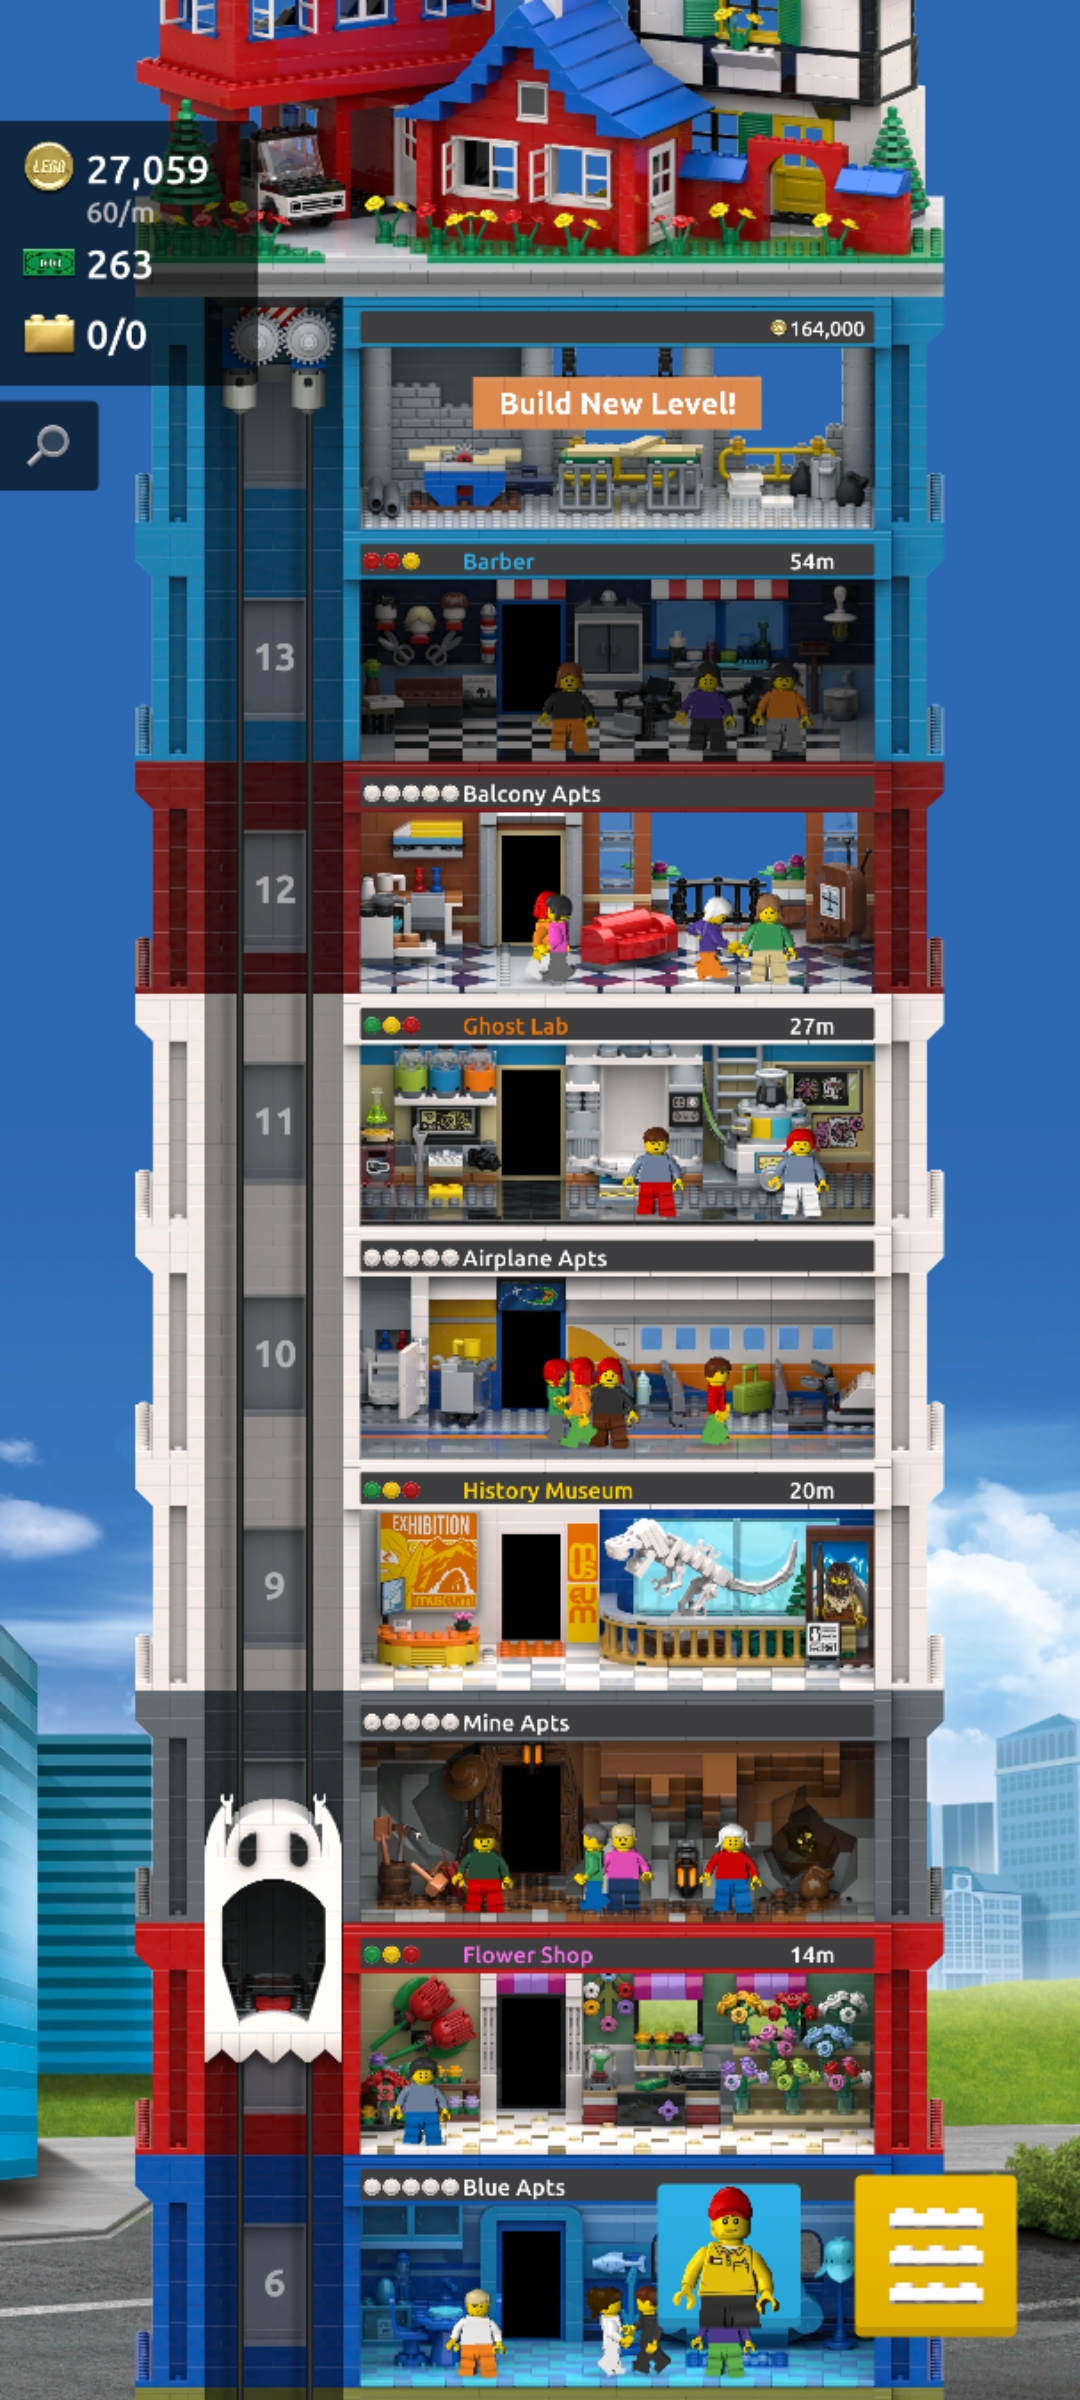 LEGO
27,059
60/m
263
0/0
164,000
Build New Level!
Barber
54m
13
Balcony Apts
12
Ghost Lab
27m
11
Airplane Apts
10
History Museum
20m
EXHIBITION
museum
museum
9
Mine Apts
Flower Shop
14m
Blue Apts
6